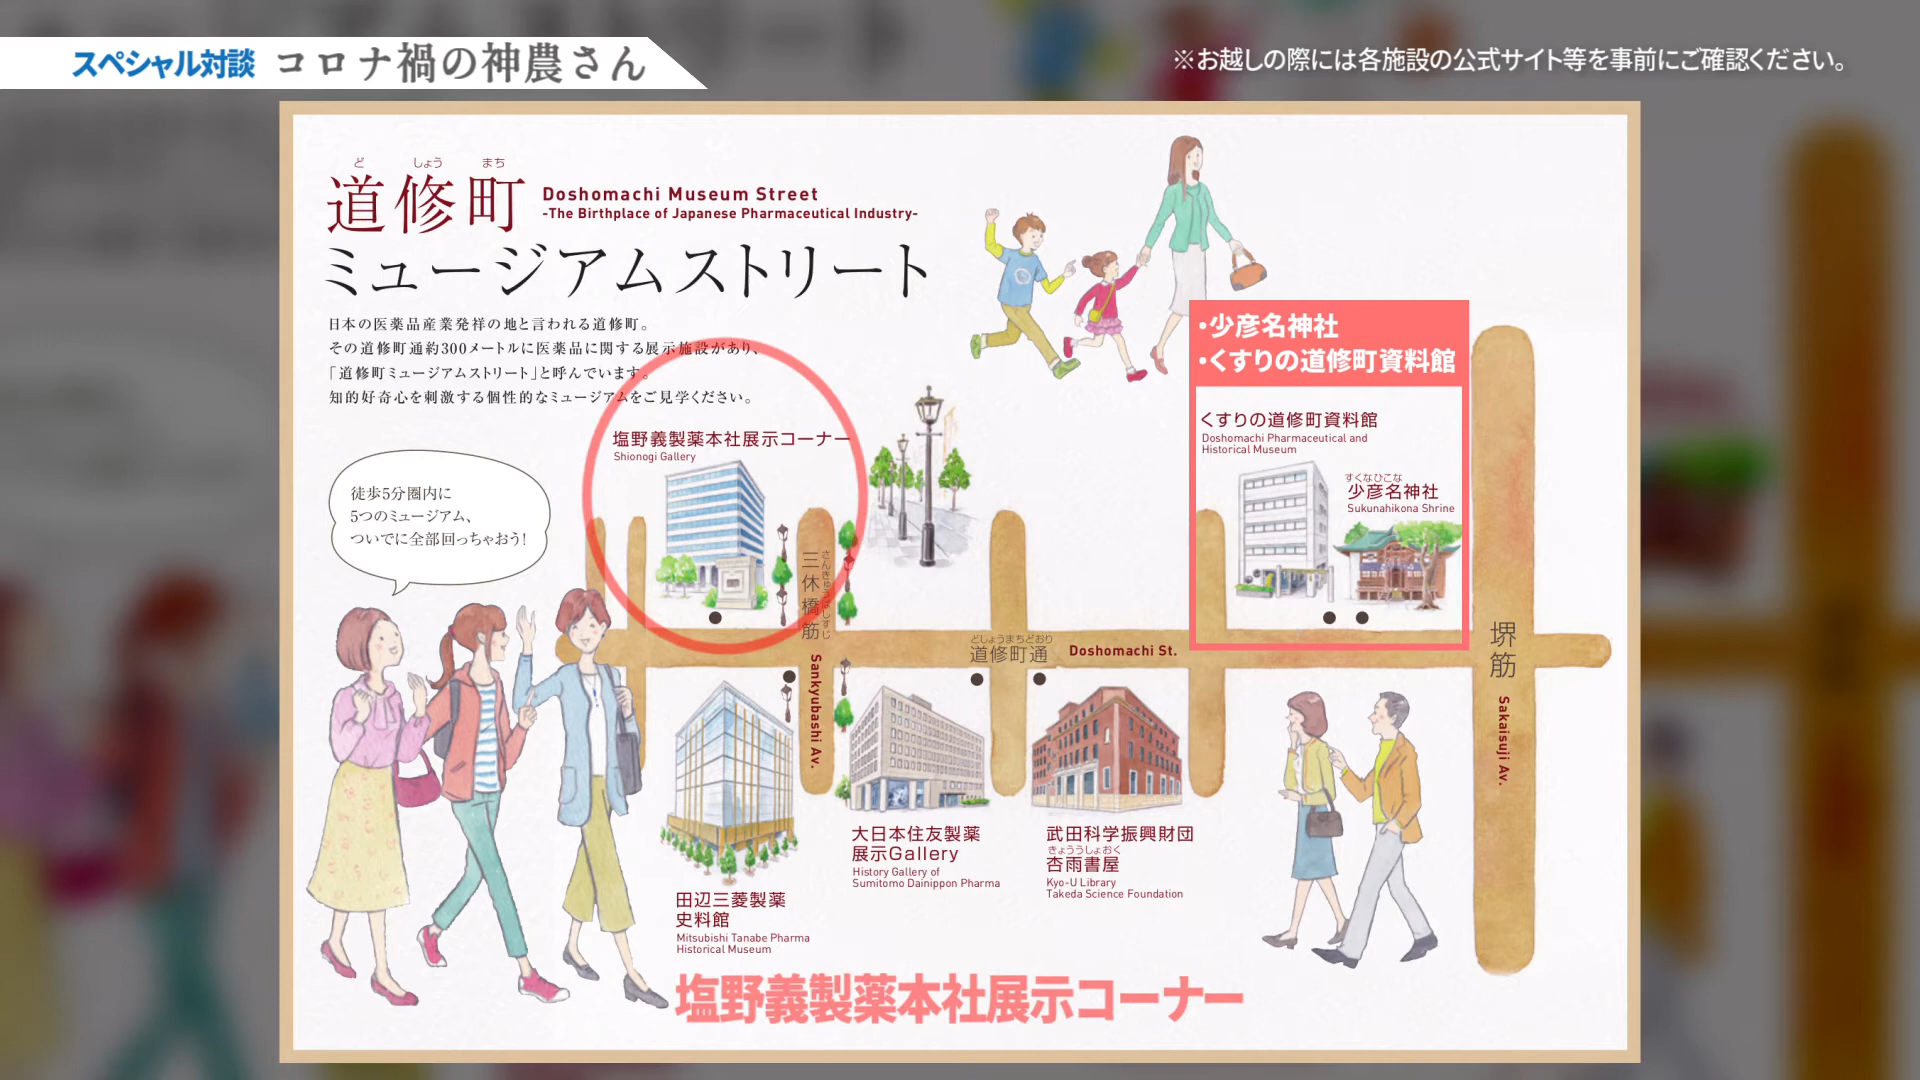 スペシャル対談 コロナ禍の神農さん
※お越しの際には各施設の公式サイト等を事前にご確認ください。
ど しょう まち
道修町
Doshomachi Museum Street
-The Birthplace of Japanese Pharmaceutical Industry-
ミュージアムストリート
日本の医薬品産業発祥の地と言われる道修町。
その道修町通約300メートルに医薬品に関する展示施設があり、
「道修町ミュージアムストリート」と呼んでいます。
知的好奇心を刺激する個性的なミュージアムをご見学ください。
徒歩5分圏内に
5つのミュージアム、
ついでに全部回っちゃおう!
塩野義製薬本社展示コーナー
Shionogi Gallery
・少彦名神社
・くすりの道修町資料館
くすりの道修町資料館
Doshomachi Pharmaceutical and
Historical Museum
すくなひこな
少彦名神社
Sukunahikona Shrine
さんきゅうばしすじ
三休橋筋
Sankyubashi Av.
どしょうまちどおり
道修町通
Doshomachi St.
堺筋
Sakaisuji Av.
田辺三菱製薬
史料館
Mitsubishi Tanabe Pharma
Historical Museum
大日本住友製薬
展示Gallery
History Gallery of
Sumitomo Dainippon Pharma
武田科学振興財団
きょううしょおく
杏雨書屋
Kyo-U Library
Takeda Science Foundation
塩野義製薬本社展示コーナー